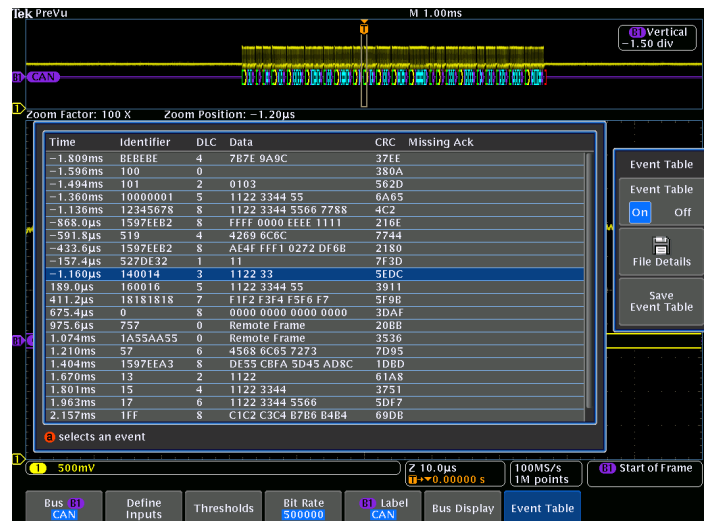 Tek PreVu M 1.00ms
T
B1 Vertical
-1.50 div
B1 CAN
1
Zoom Factor: 100 X Zoom Position: -1.20µs
Time Identifier DLC Data CRC Missing Ack
-1.809ms BEBEBE 4 7B7E 9A9C 37EE
-1.596ms 100 0 380A
-1.494ms 101 2 0103 562D
-1.360ms 10000001 5 1122 3344 55 6A65
-1.136ms 12345678 8 1122 3344 5566 7788 4C2
-868.0µs 1597EEB2 8 FFFF 0000 EEEE 1111 216E
-591.8µs 519 4 4269 6C6C 7744
-433.6µs 1597EEB2 8 AE4F FFF1 0272 DF6B 2180
-157.4µs 527DE32 1 11 7F3D
-1.160µs 140014 3 1122 33 5EDC
189.0µs 160016 5 1122 3344 55 3911
411.2µs 18181818 7 F1F2 F3F4 F5F6 F7 5F9B
675.4µs 0 8 0000 0000 0000 0000 3DAF
975.6µs 757 0 Remote Frame 20BB
1.074ms 1A55AA55 0 Remote Frame 3536
1.210ms 57 6 4568 6C65 7273 7D95
1.404ms 1597EEA3 8 DE55 CBFA 5D45 AD8C 1DBD
1.670ms 13 2 1122 61A8
1.801ms 15 4 1122 3344 3751
1.963ms 17 6 1122 3344 5566 5DF7
2.157ms 1FF 8 C1C2 C3C4 B7B6 B4B4 69DB
a selects an event
Event Table
Event Table
On Off
File Details
Save
Event Table
B1
1
1 500mV
Z 10.0µs
T→▼0.00000 s
100MS/s
1M points
B1 Start of Frame
Bus B1
CAN
Define
Inputs
Thresholds
Bit Rate
500000
B1 Label
CAN
Bus Display
Event Table